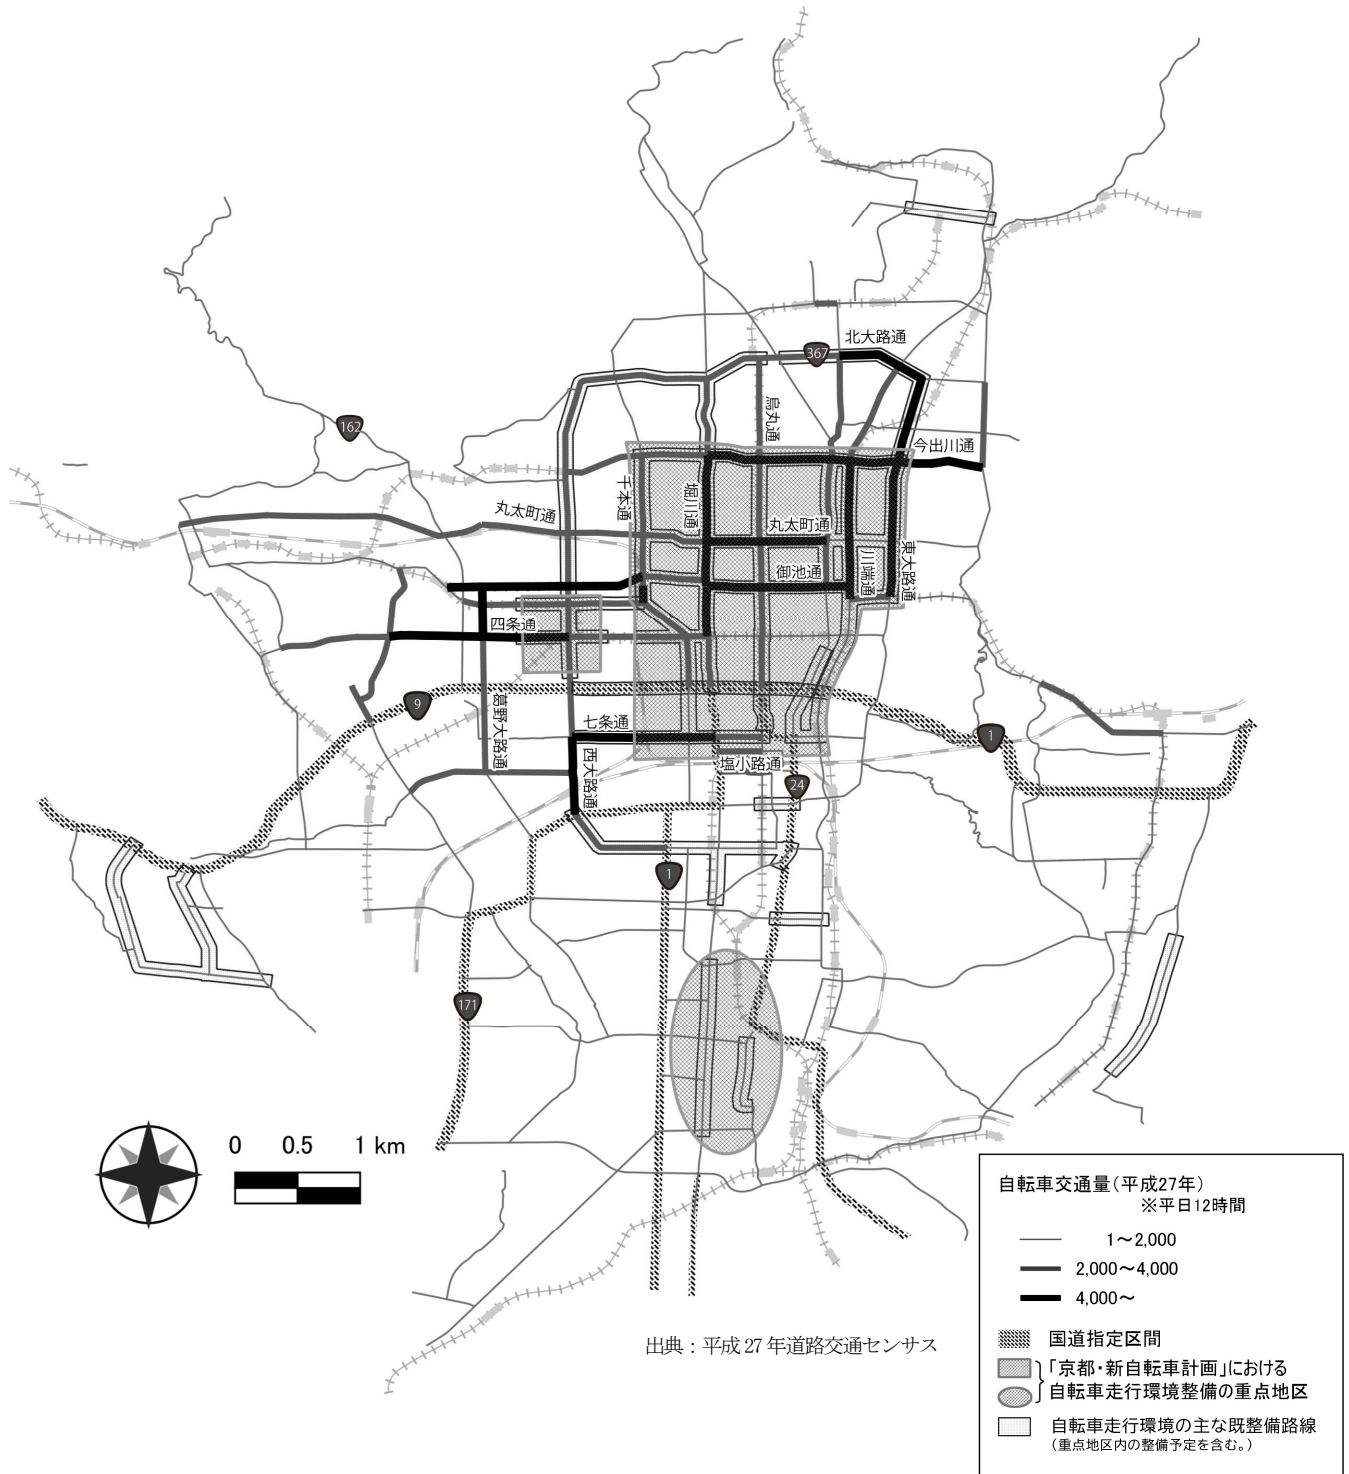 北大路通
367
烏丸通
162
今出川通
千本通
堀川通
丸太町通
丸太町通
東大路通
川端通
御池通
四条通
9
葛野大路通
七条通
1
西大路通
塩小路通
24
1
171
0 0.5 1 km
自転車交通量(平成27年)
※平日12時間
1～2,000
2,000～4,000
4,000～
国道指定区間
「京都・新自転車計画」における
自転車走行環境整備の重点地区
自転車走行環境の主な既整備路線
(重点地区内の整備予定を含む。)
出典：平成 27 年道路交通センサス